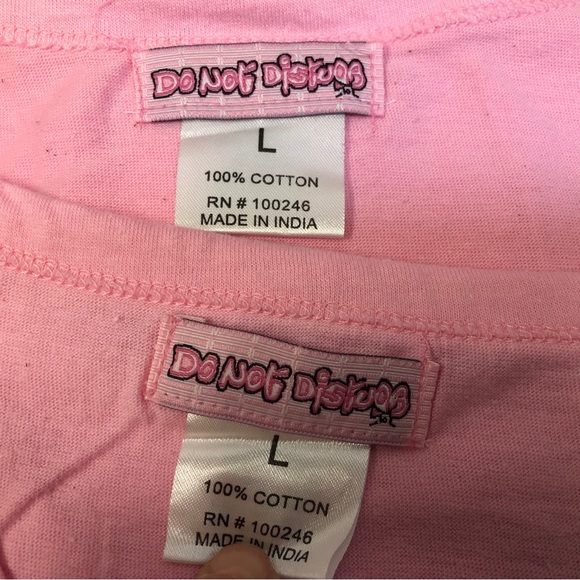 Do Not Disturb
L
100% COTTON
RN # 100246
MADE IN INDIA
Do Not Disturb
L
100% COTTON
RN # 100246
MADE IN INDIA